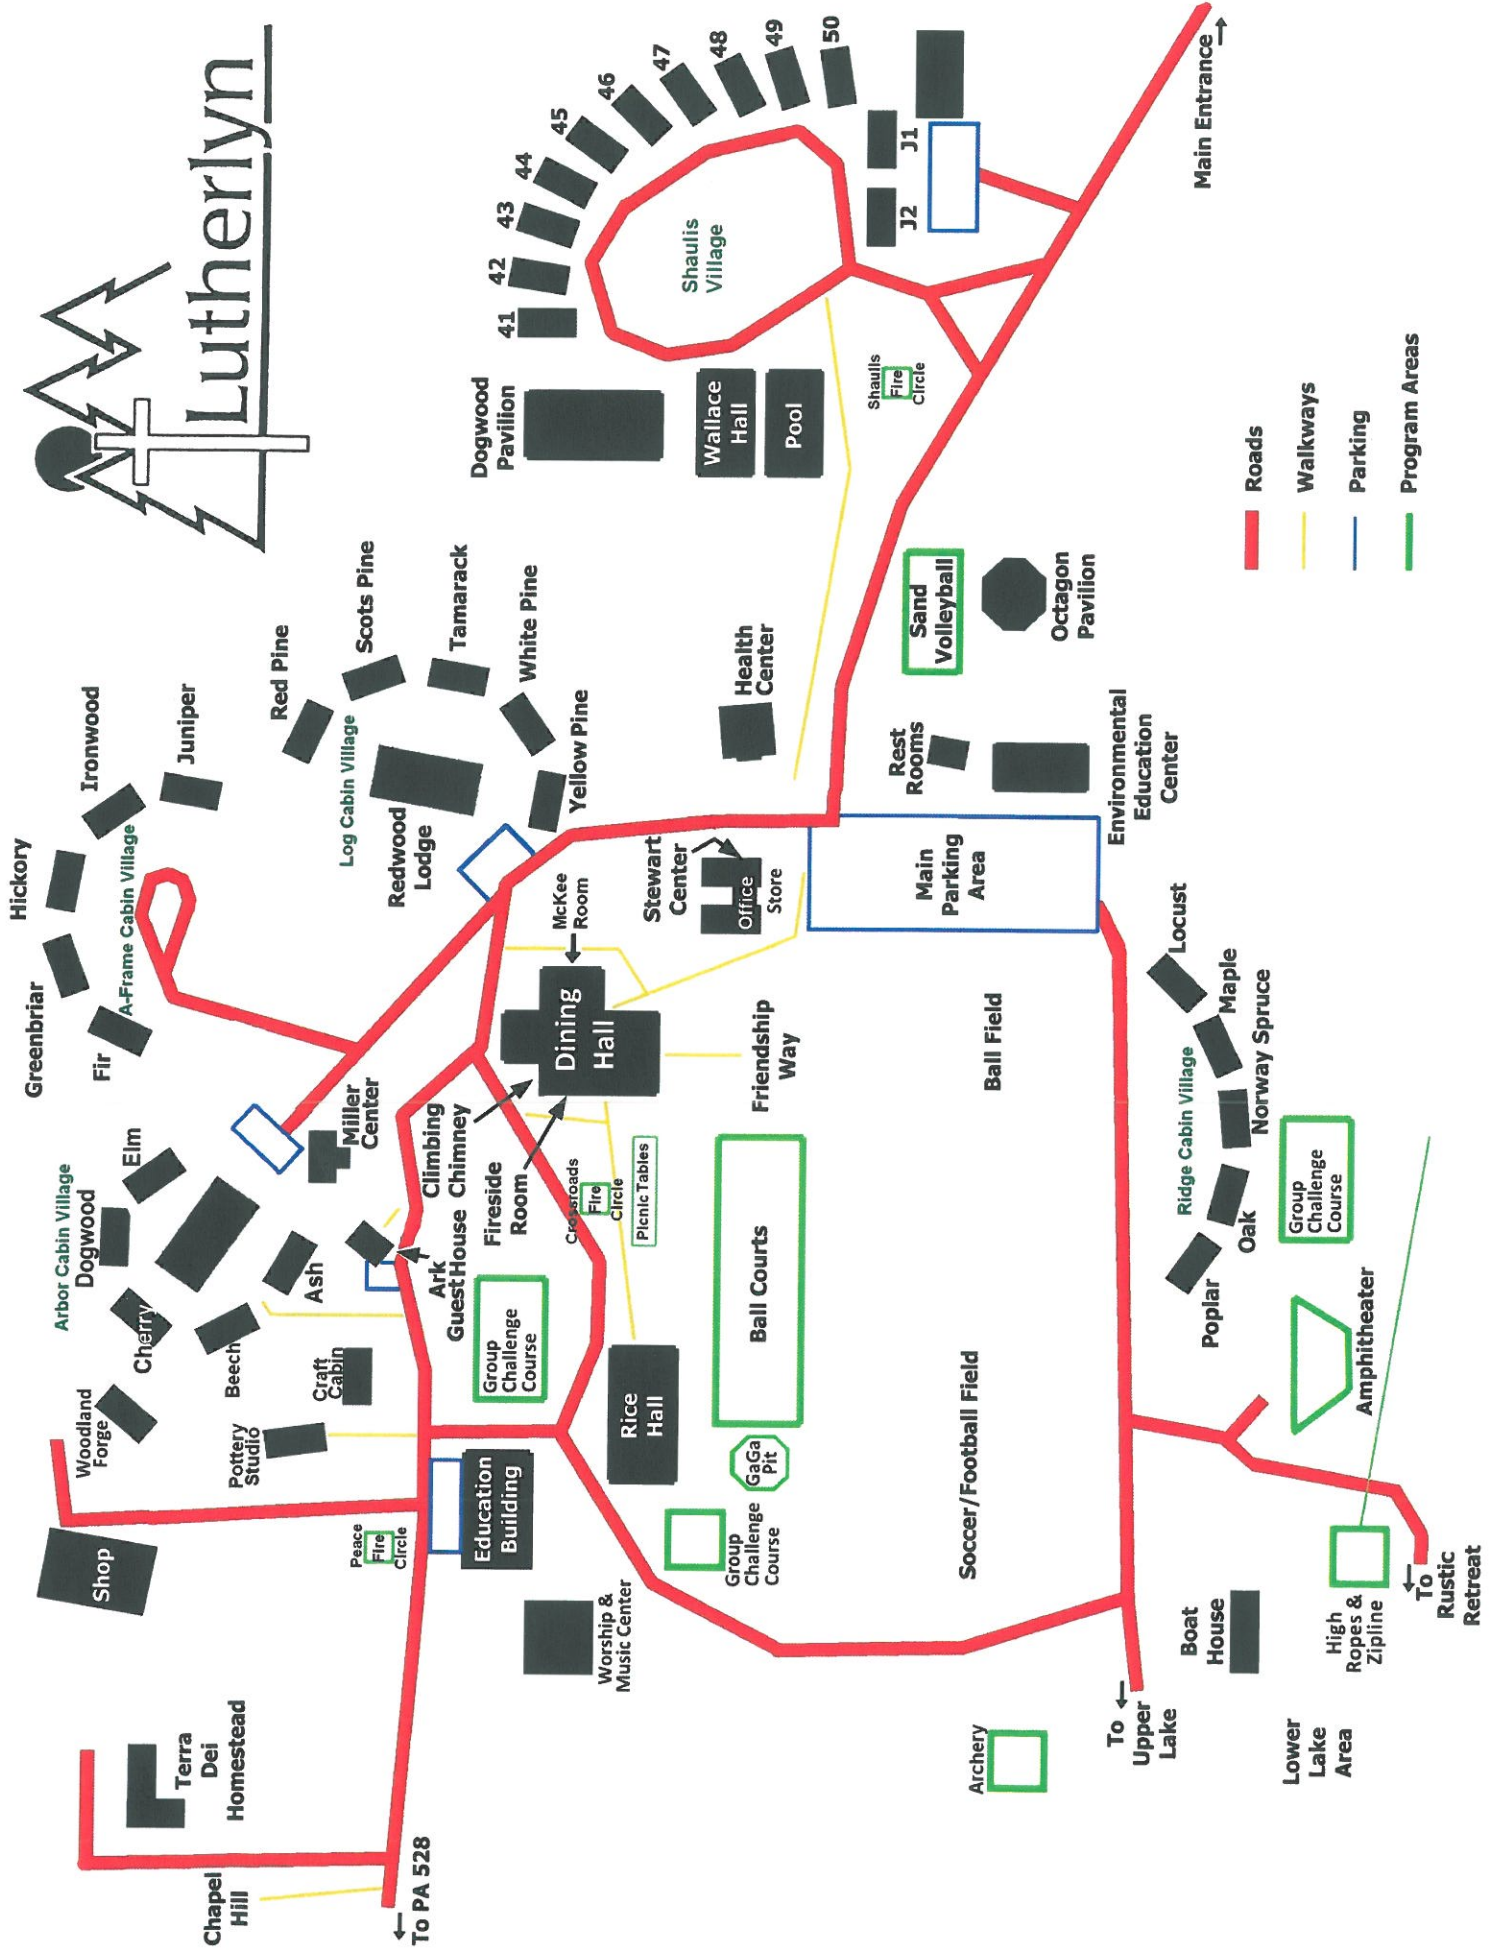 Lutherlyn
41
42
43
44
45
46
47
48
49
50
J1
J2
Shaulis
Village
Main Entrance
Dogwood
Pavilion
Wallace
Hall
Pool
Shaulis
Fire
Circle
Roads
Walkways
Parking
Program Areas
Sand
Volleyball
Octagon
Pavilion
Health
Center
Rest
Rooms
Environmental
Education
Center
Red Pine
Scots Pine
Tamarack
White Pine
Yellow Pine
Log Cabin Village
Redwood
Lodge
Ironwood
Juniper
Hickory
Greenbriar
Fir
A-Frame Cabin Village
Stewart
Center
Office
Store
Main
Parking
Area
McKee
Room
Dining
Hall
Friendship
Way
Climbing
Chimney
Fireside
Room
Miller
Center
Arbor Cabin Village
Elm
Dogwood
Cherry
Ash
Beech
Ark
Guest House
Craft
Cabin
Woodland
Forge
Pottery
Studio
Group
Challenge
Course
Crossroads
Fire
Circle
Picnic Tables
Ball Courts
Rice
Hall
GaGa
Pit
Group
Challenge
Course
Education
Building
Peace
Fire
Circle
Shop
Worship &
Music Center
Terra
Dei
Homestead
Chapel
Hill
To PA 528
Ball Field
Soccer/Football Field
Locust
Maple
Norway Spruce
Oak
Poplar
Ridge Cabin Village
Group
Challenge
Course
Amphitheater
High
Ropes &
Zipline
To
Rustic
Retreat
Boat
House
Archery
To
Upper
Lake
Lower
Lake
Area